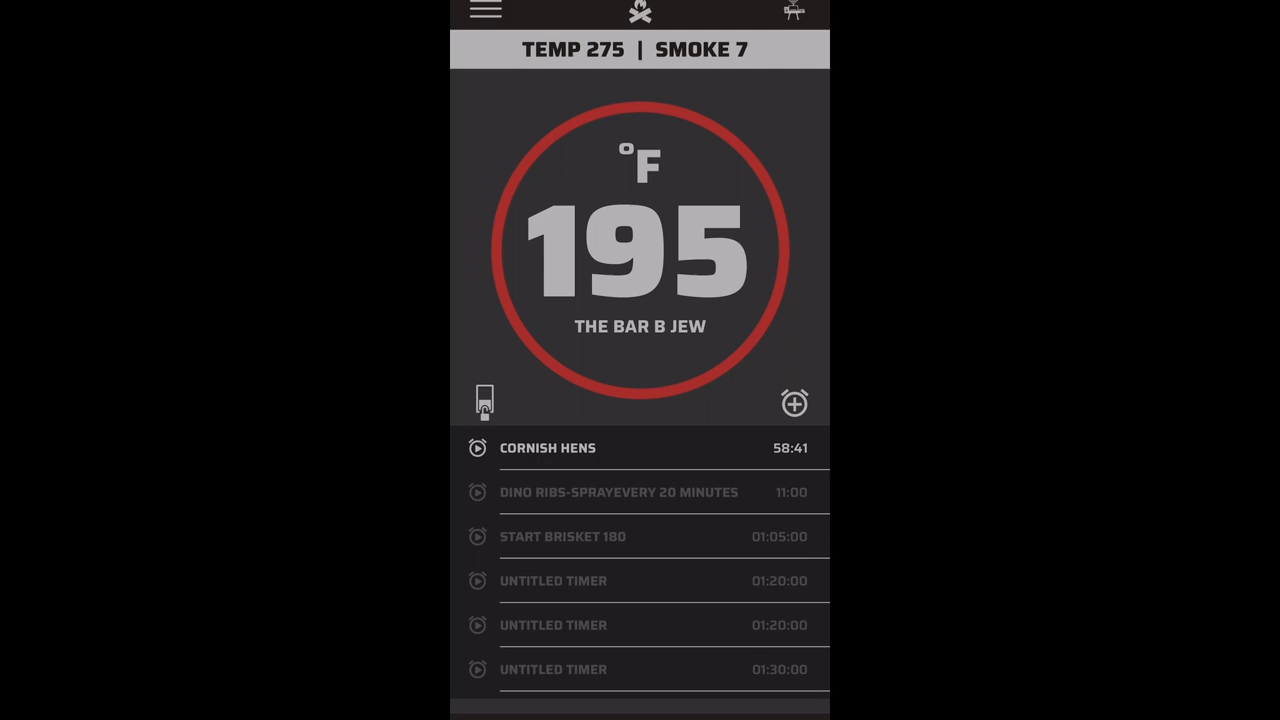 TEMP 275 | SMOKE 7
°F
195
THE BAR B JEW
CORNISH HENS 58:41
DINO RIBS-SPRAYEVERY 20 MINUTES 11:00
START BRISKET 180 01:05:00
UNTITLED TIMER 01:20:00
UNTITLED TIMER 01:20:00
UNTITLED TIMER 01:30:00